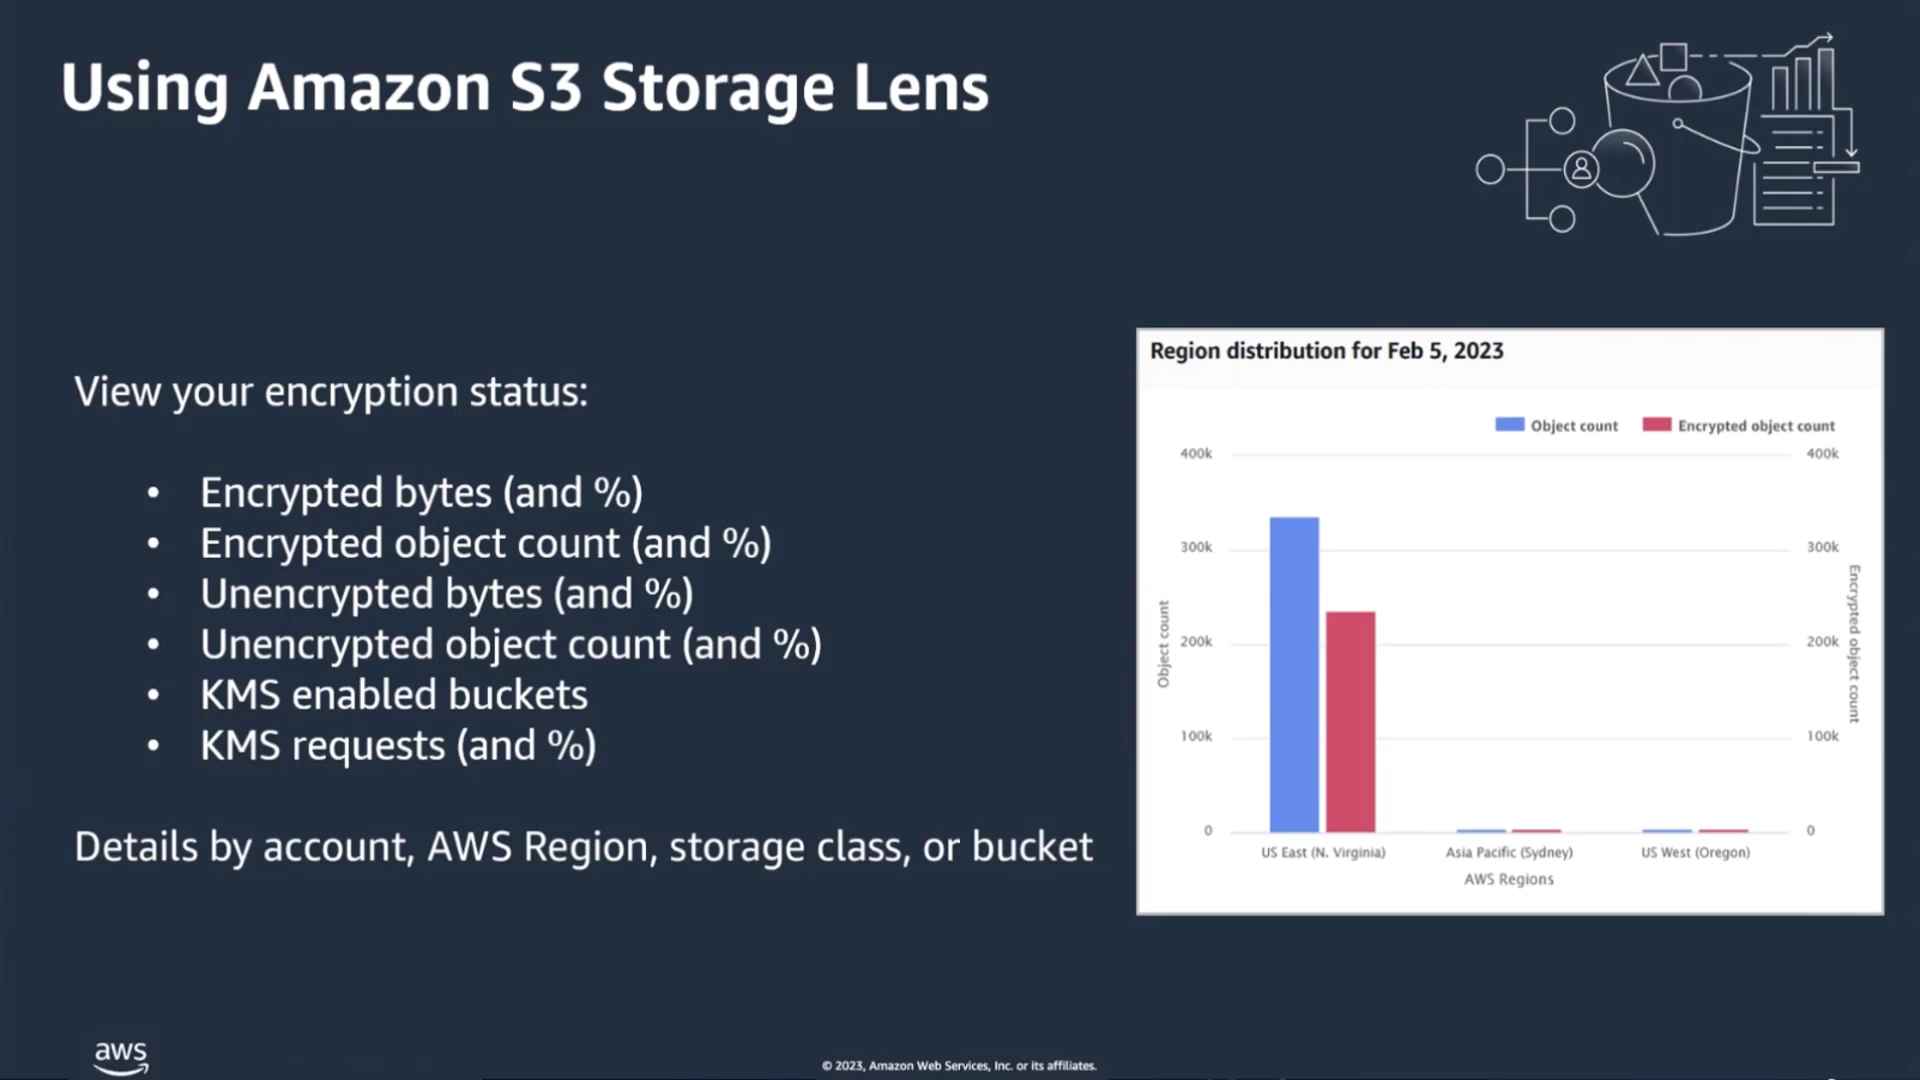 Using Amazon S3 Storage Lens
View your encryption status:
• Encrypted bytes (and %)
• Encrypted object count (and %)
• Unencrypted bytes (and %)
• Unencrypted object count (and %)
• KMS enabled buckets
• KMS requests (and %)
Details by account, AWS Region, storage class, or bucket
Region distribution for Feb 5, 2023
Object count
Encrypted object count
400k
300k
200k
100k
0
Object count
400k
300k
200k
100k
0
Encrypted object count
US East (N. Virginia)
Asia Pacific (Sydney)
US West (Oregon)
AWS Regions
aws
© 2023, Amazon Web Services, Inc. or its affiliates.